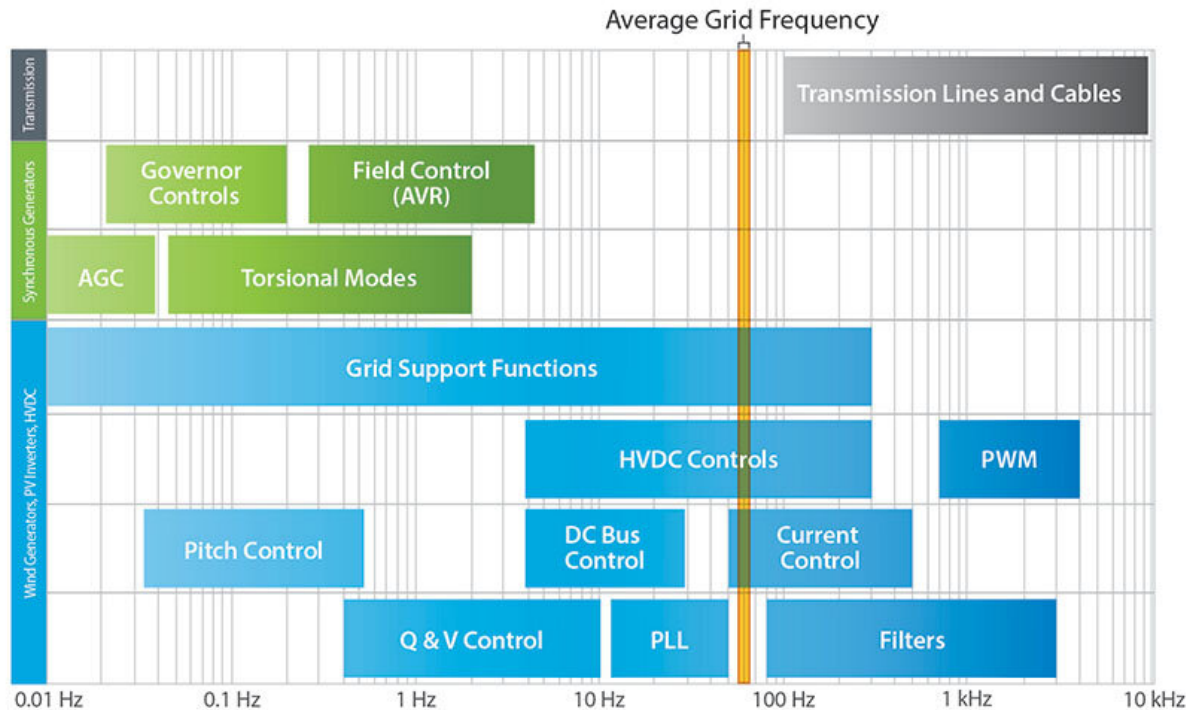 Average Grid Frequency
Transmission
Transmission Lines and Cables
Synchronous Generators
Governor
Controls
Field Control
(AVR)
AGC
Torsional Modes
Wind Generators, PV Inverters, HVDC
Grid Support Functions
HVDC Controls
PWM
Pitch Control
DC Bus
Control
Current
Control
Q & V Control
PLL
Filters
0.01 Hz
0.1 Hz
1 Hz
10 Hz
100 Hz
1 kHz
10 kHz